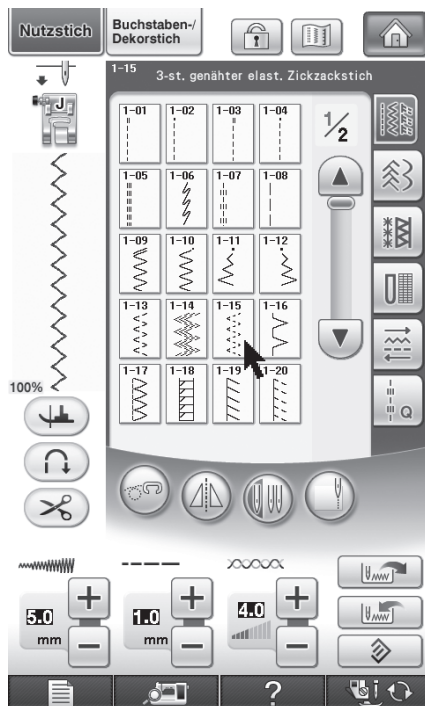 Nutzstich
Buchstaben-/
Dekorstich
1-15
3-st. genähter elast. Zickzackstich
J
1-01 1-02 1-03 1-04
1/2
1-05 1-06 1-07 1-08
1-09 1-10 1-11 1-12
1-13 1-14 1-15 1-16
1-17 1-18 1-19 1-20
100%
Q
5.0
mm
1.0
mm
4.0
?